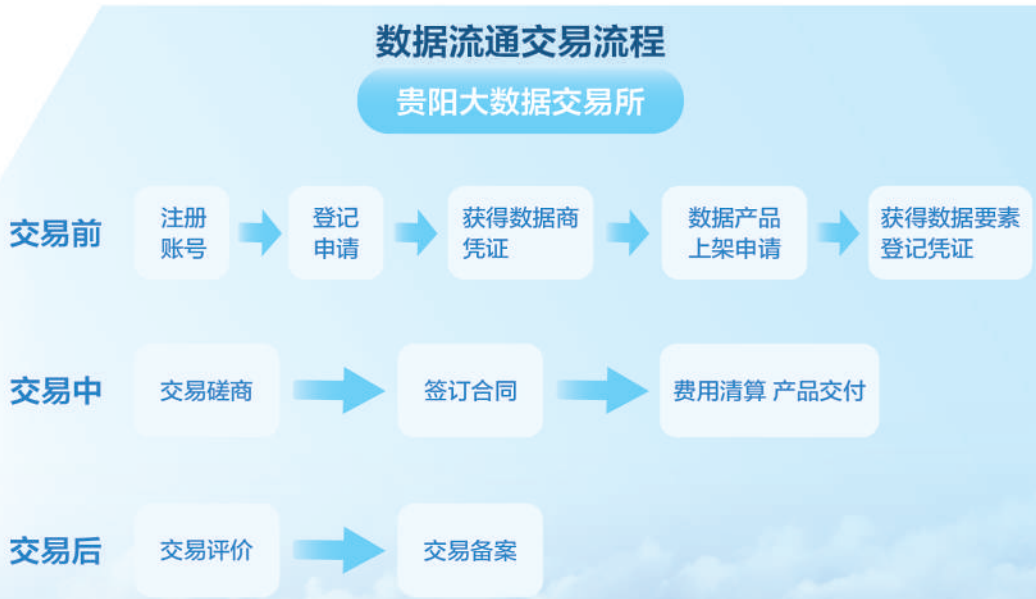 数据流通交易流程
贵阳大数据交易所
交易前
注册
账号
登记
申请
获得数据商
凭证
数据产品
上架申请
获得数据要素
登记凭证
交易中
交易磋商
签订合同
费用清算 产品交付
交易后
交易评价
交易备案